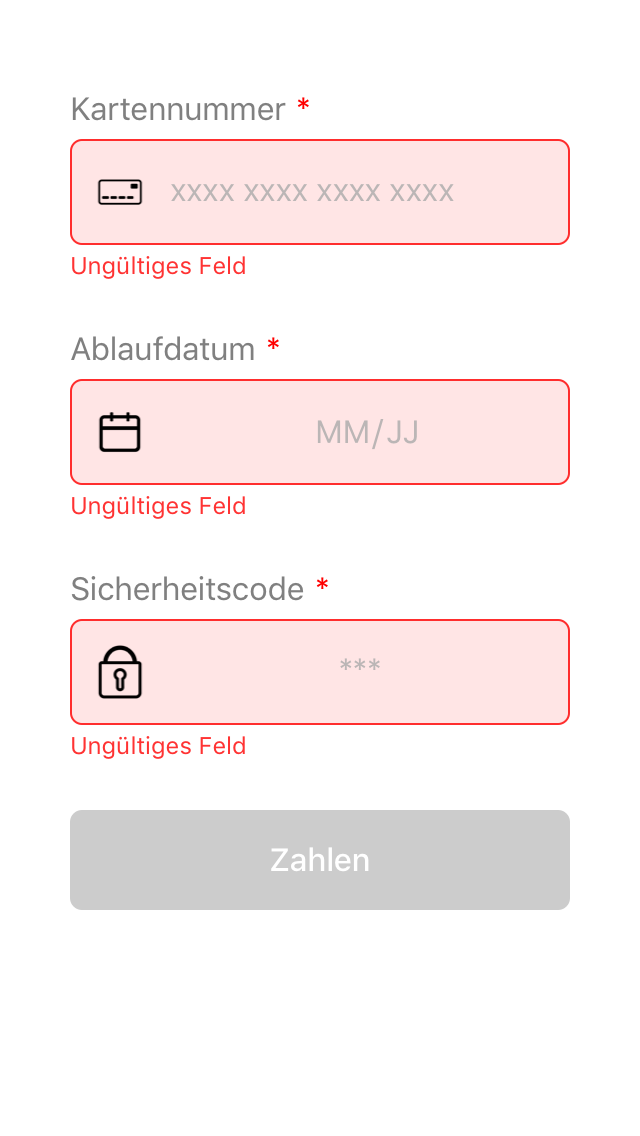 Kartennummer *
xxxx xxxx xxxx xxxx
Ungültiges Feld
Ablaufdatum *
MM/JJ
Ungültiges Feld
Sicherheitscode *
***
Ungültiges Feld
Zahlen